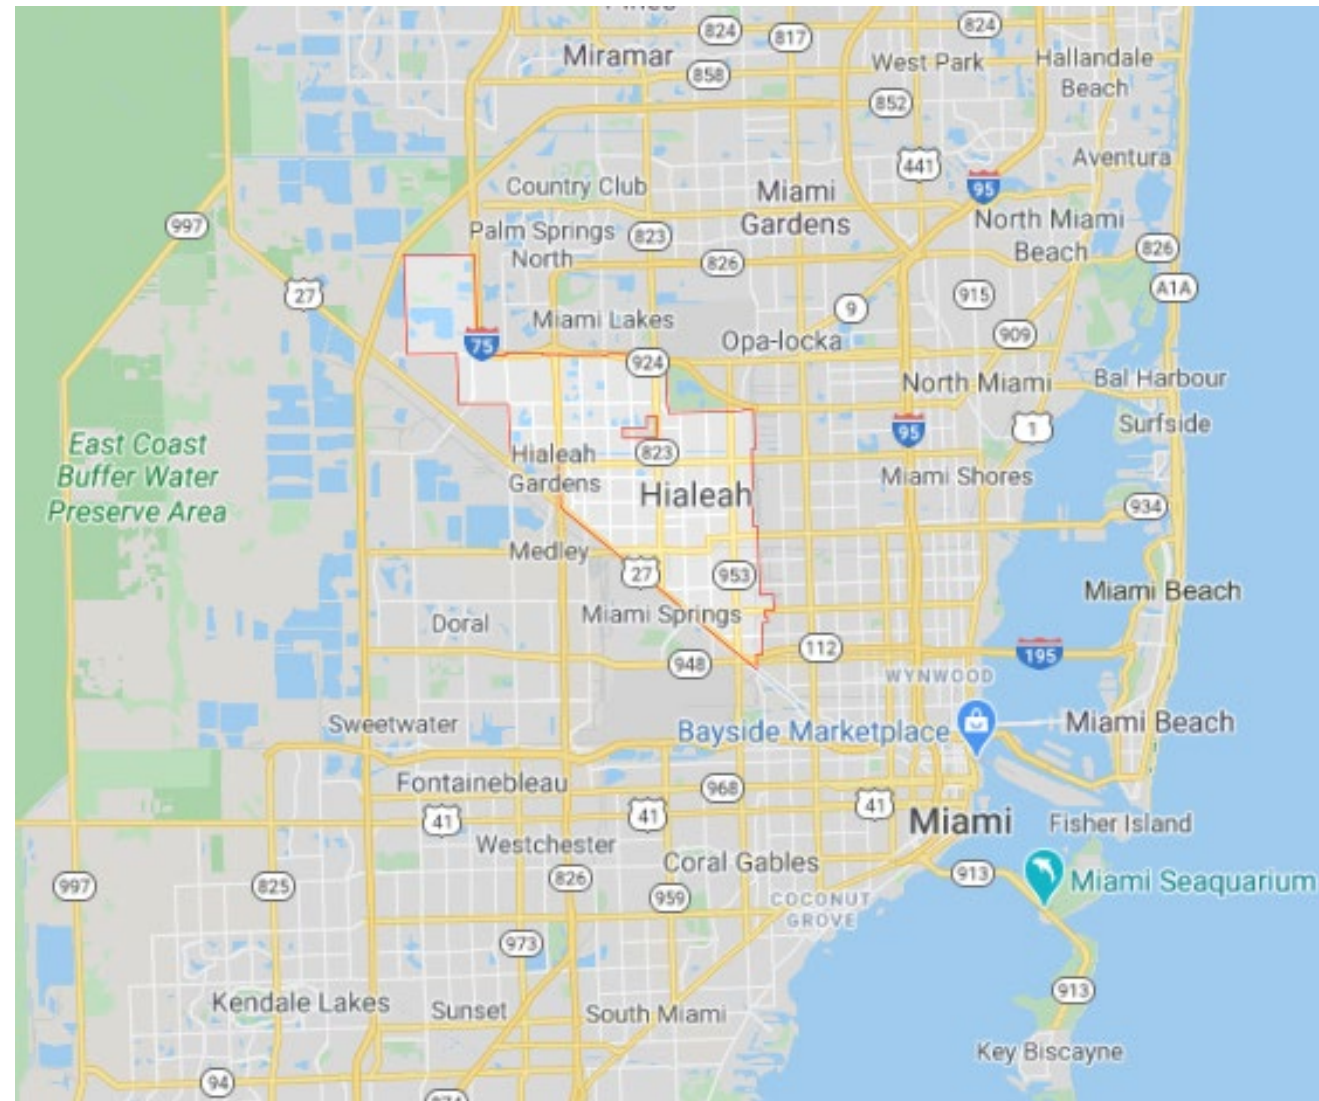 824
817
824
Miramar
858
West Park
Hallandale
Beach
852
441
Aventura
95
Country Club
Miami
Gardens
997
Palm Springs
North
823
826
North Miami
Beach
826
27
915
A1A
9
909
Miami Lakes
75
924
Opa-locka
North Miami
Bal Harbour
Surfside
95
1
East Coast
Buffer Water
Preserve Area
Hialeah
Gardens
823
Miami Shores
Hialeah
934
Medley
27
953
Miami Beach
Miami Springs
Doral
112
195
948
WYNWOOD
Sweetwater
Bayside Marketplace
Miami Beach
Fontainebleau
968
41
41
41
Miami
Fisher Island
Westchester
Coral Gables
913
Miami Seaquarium
997
825
826
959
COCONUT
GROVE
973
913
Kendale Lakes
Sunset
South Miami
Key Biscayne
94